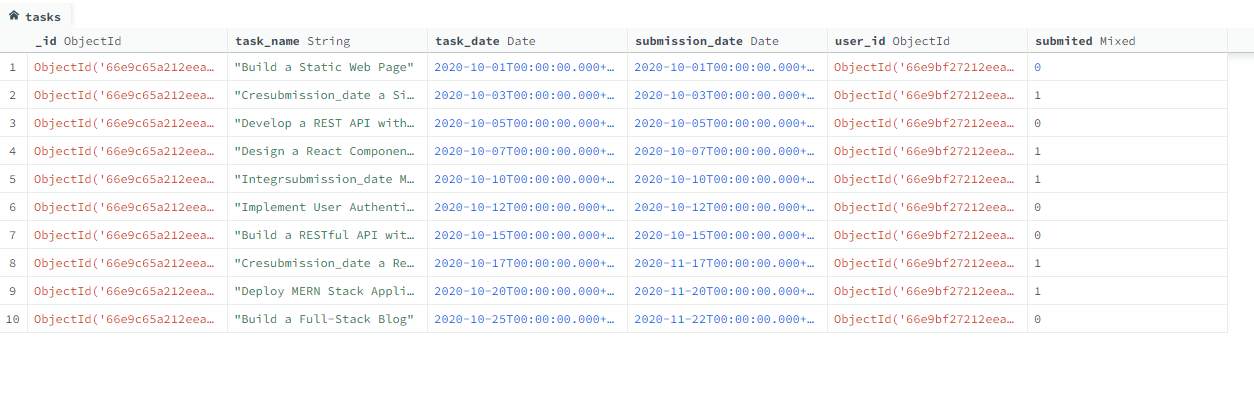 tasks
_id ObjectId task_name String task_date Date submission_date Date user_id ObjectId submited Mixed
1 ObjectId('66e9c65a212eea… "Build a Static Web Page" 2020-10-01T00:00:00.000+… 2020-10-01T00:00:00.000+… ObjectId('66e9bf27212eea… 0
2 ObjectId('66e9c65a212eea… "Cresubmission_date a Si… 2020-10-03T00:00:00.000+… 2020-10-03T00:00:00.000+… ObjectId('66e9bf27212eea… 1
3 ObjectId('66e9c65a212eea… "Develop a REST API with… 2020-10-05T00:00:00.000+… 2020-10-05T00:00:00.000+… ObjectId('66e9bf27212eea… 0
4 ObjectId('66e9c65a212eea… "Design a React Componen… 2020-10-07T00:00:00.000+… 2020-10-07T00:00:00.000+… ObjectId('66e9bf27212eea… 1
5 ObjectId('66e9c65a212eea… "Integrsubmission_date M… 2020-10-10T00:00:00.000+… 2020-10-10T00:00:00.000+… ObjectId('66e9bf27212eea… 1
6 ObjectId('66e9c65a212eea… "Implement User Authenti… 2020-10-12T00:00:00.000+… 2020-10-12T00:00:00.000+… ObjectId('66e9bf27212eea… 0
7 ObjectId('66e9c65a212eea… "Build a RESTful API wit… 2020-10-15T00:00:00.000+… 2020-10-15T00:00:00.000+… ObjectId('66e9bf27212eea… 0
8 ObjectId('66e9c65a212eea… "Cresubmission_date a Re… 2020-10-17T00:00:00.000+… 2020-11-17T00:00:00.000+… ObjectId('66e9bf27212eea… 1
9 ObjectId('66e9c65a212eea… "Deploy MERN Stack Appli… 2020-10-20T00:00:00.000+… 2020-11-20T00:00:00.000+… ObjectId('66e9bf27212eea… 1
10 ObjectId('66e9c65a212eea… "Build a Full-Stack Blog" 2020-10-25T00:00:00.000+… 2020-11-22T00:00:00.000+… ObjectId('66e9bf27212eea… 0